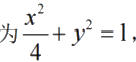 为 x²/4 + y² = 1,